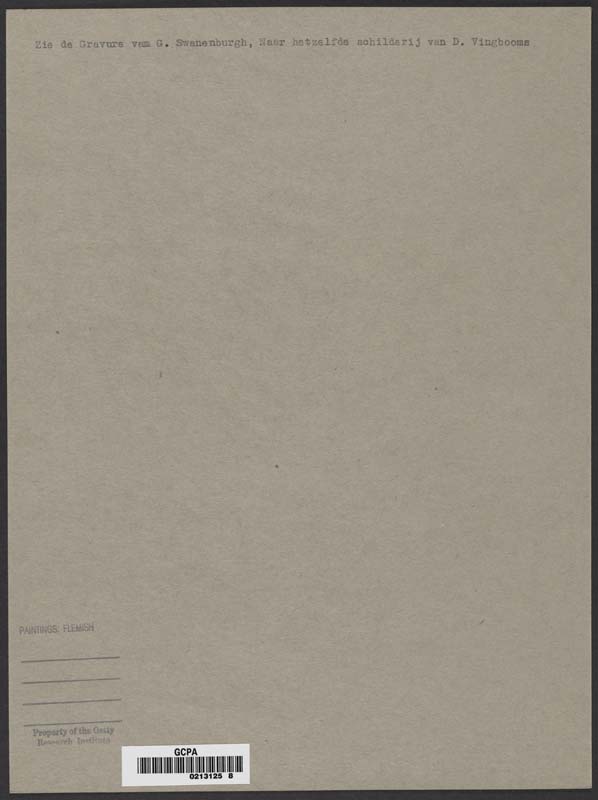 Zie de Gravure vam G. Swanenburgh, Naar hetzelfde schilderij van D. Vingbooms
PAINTINGS: FLEMISH
Property of the Getty
Research Institute
GCPA
0213125 8